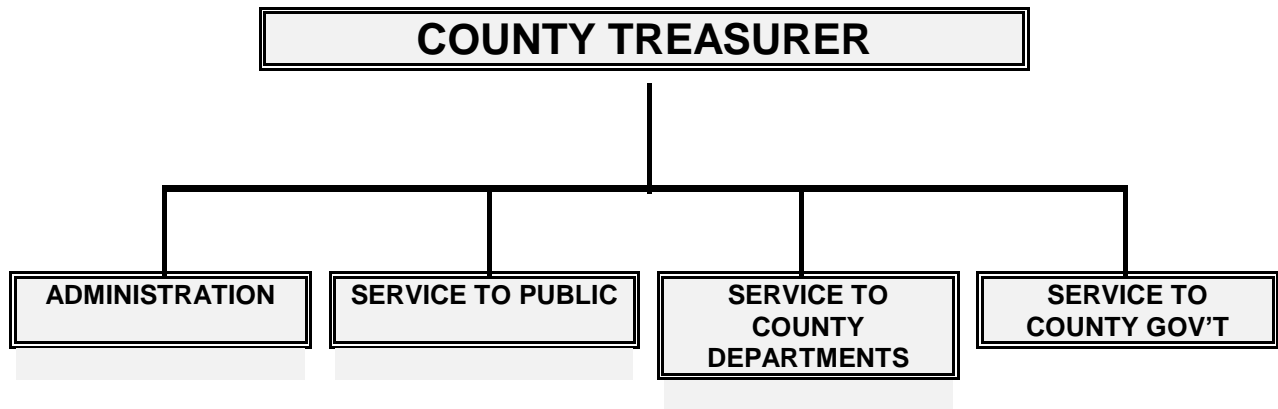 COUNTY TREASURER
ADMINISTRATION
SERVICE TO PUBLIC
SERVICE TO
COUNTY
DEPARTMENTS
SERVICE TO
COUNTY GOV’T